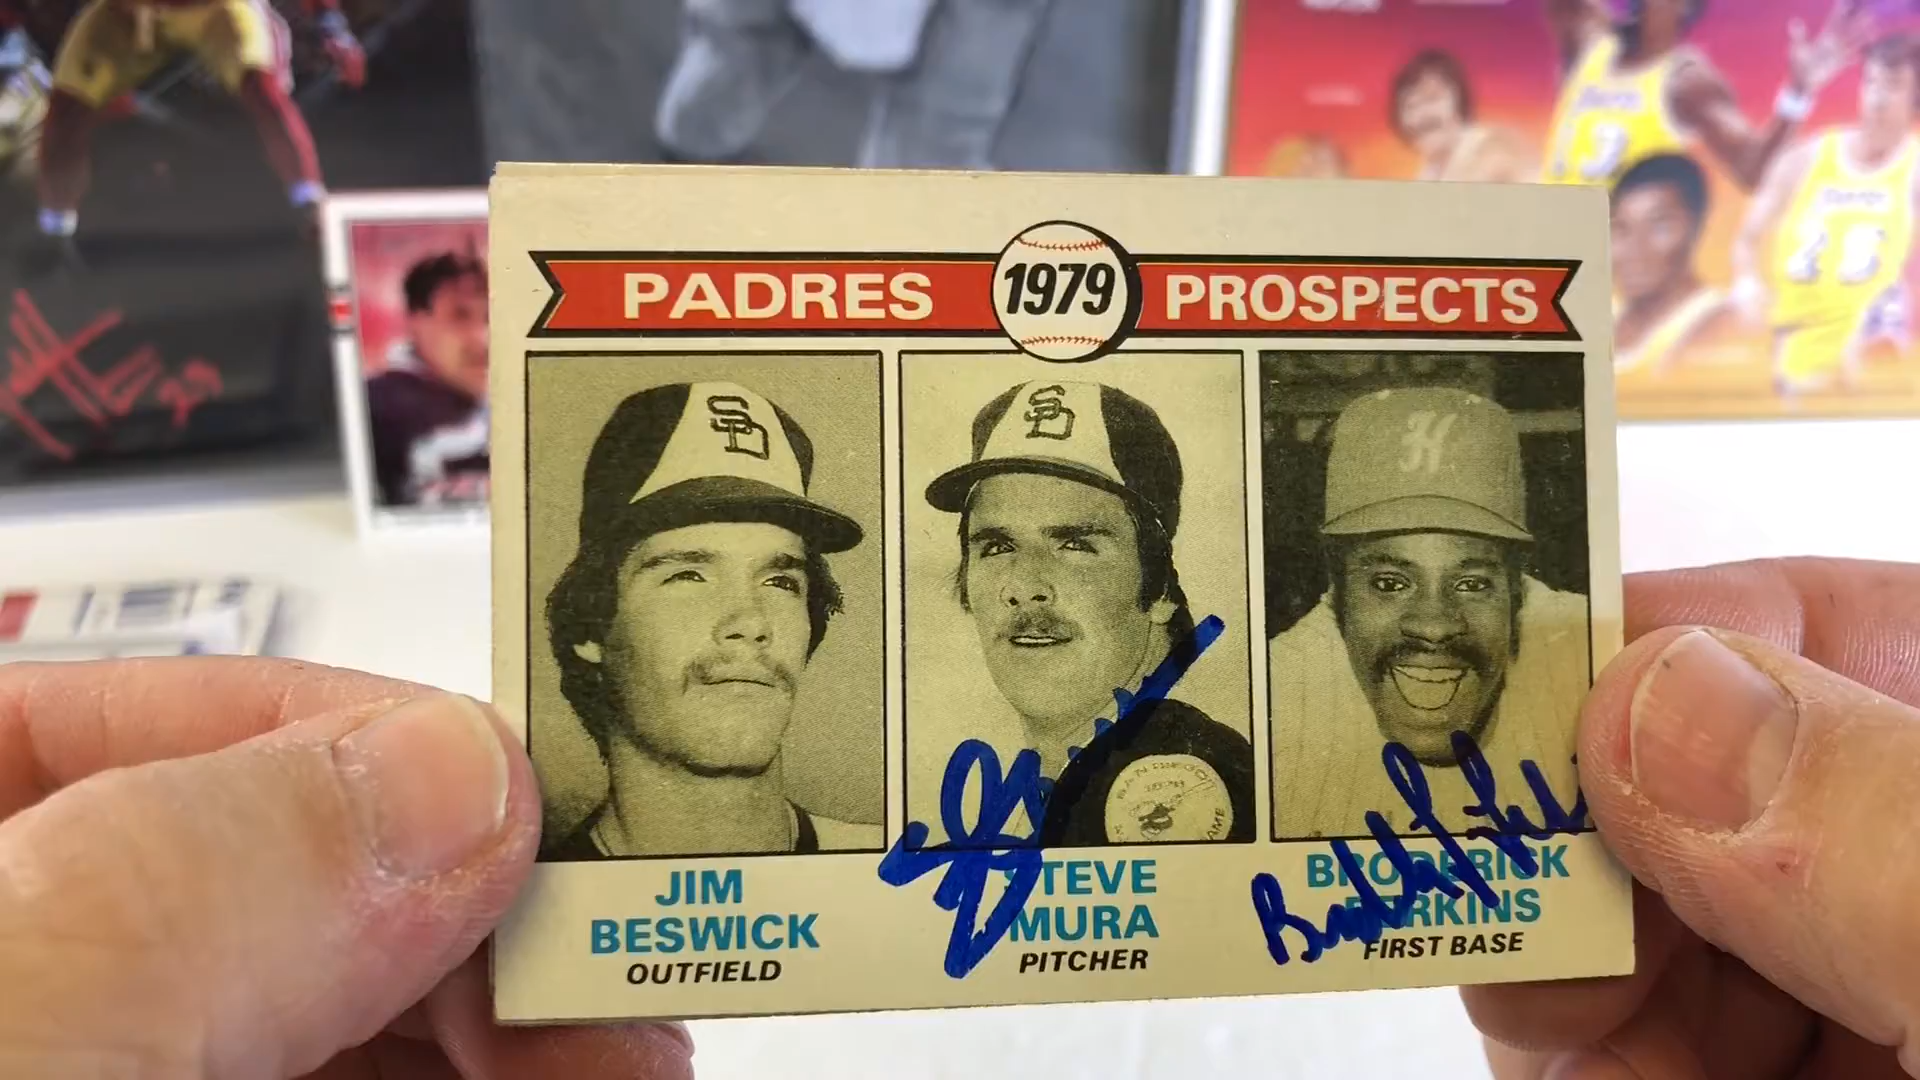 PADRES 1979 PROSPECTS
SD
SD
H
JIM
BESWICK
OUTFIELD
STEVE
MURA
PITCHER
BRODERICK
PERKINS
FIRST BASE